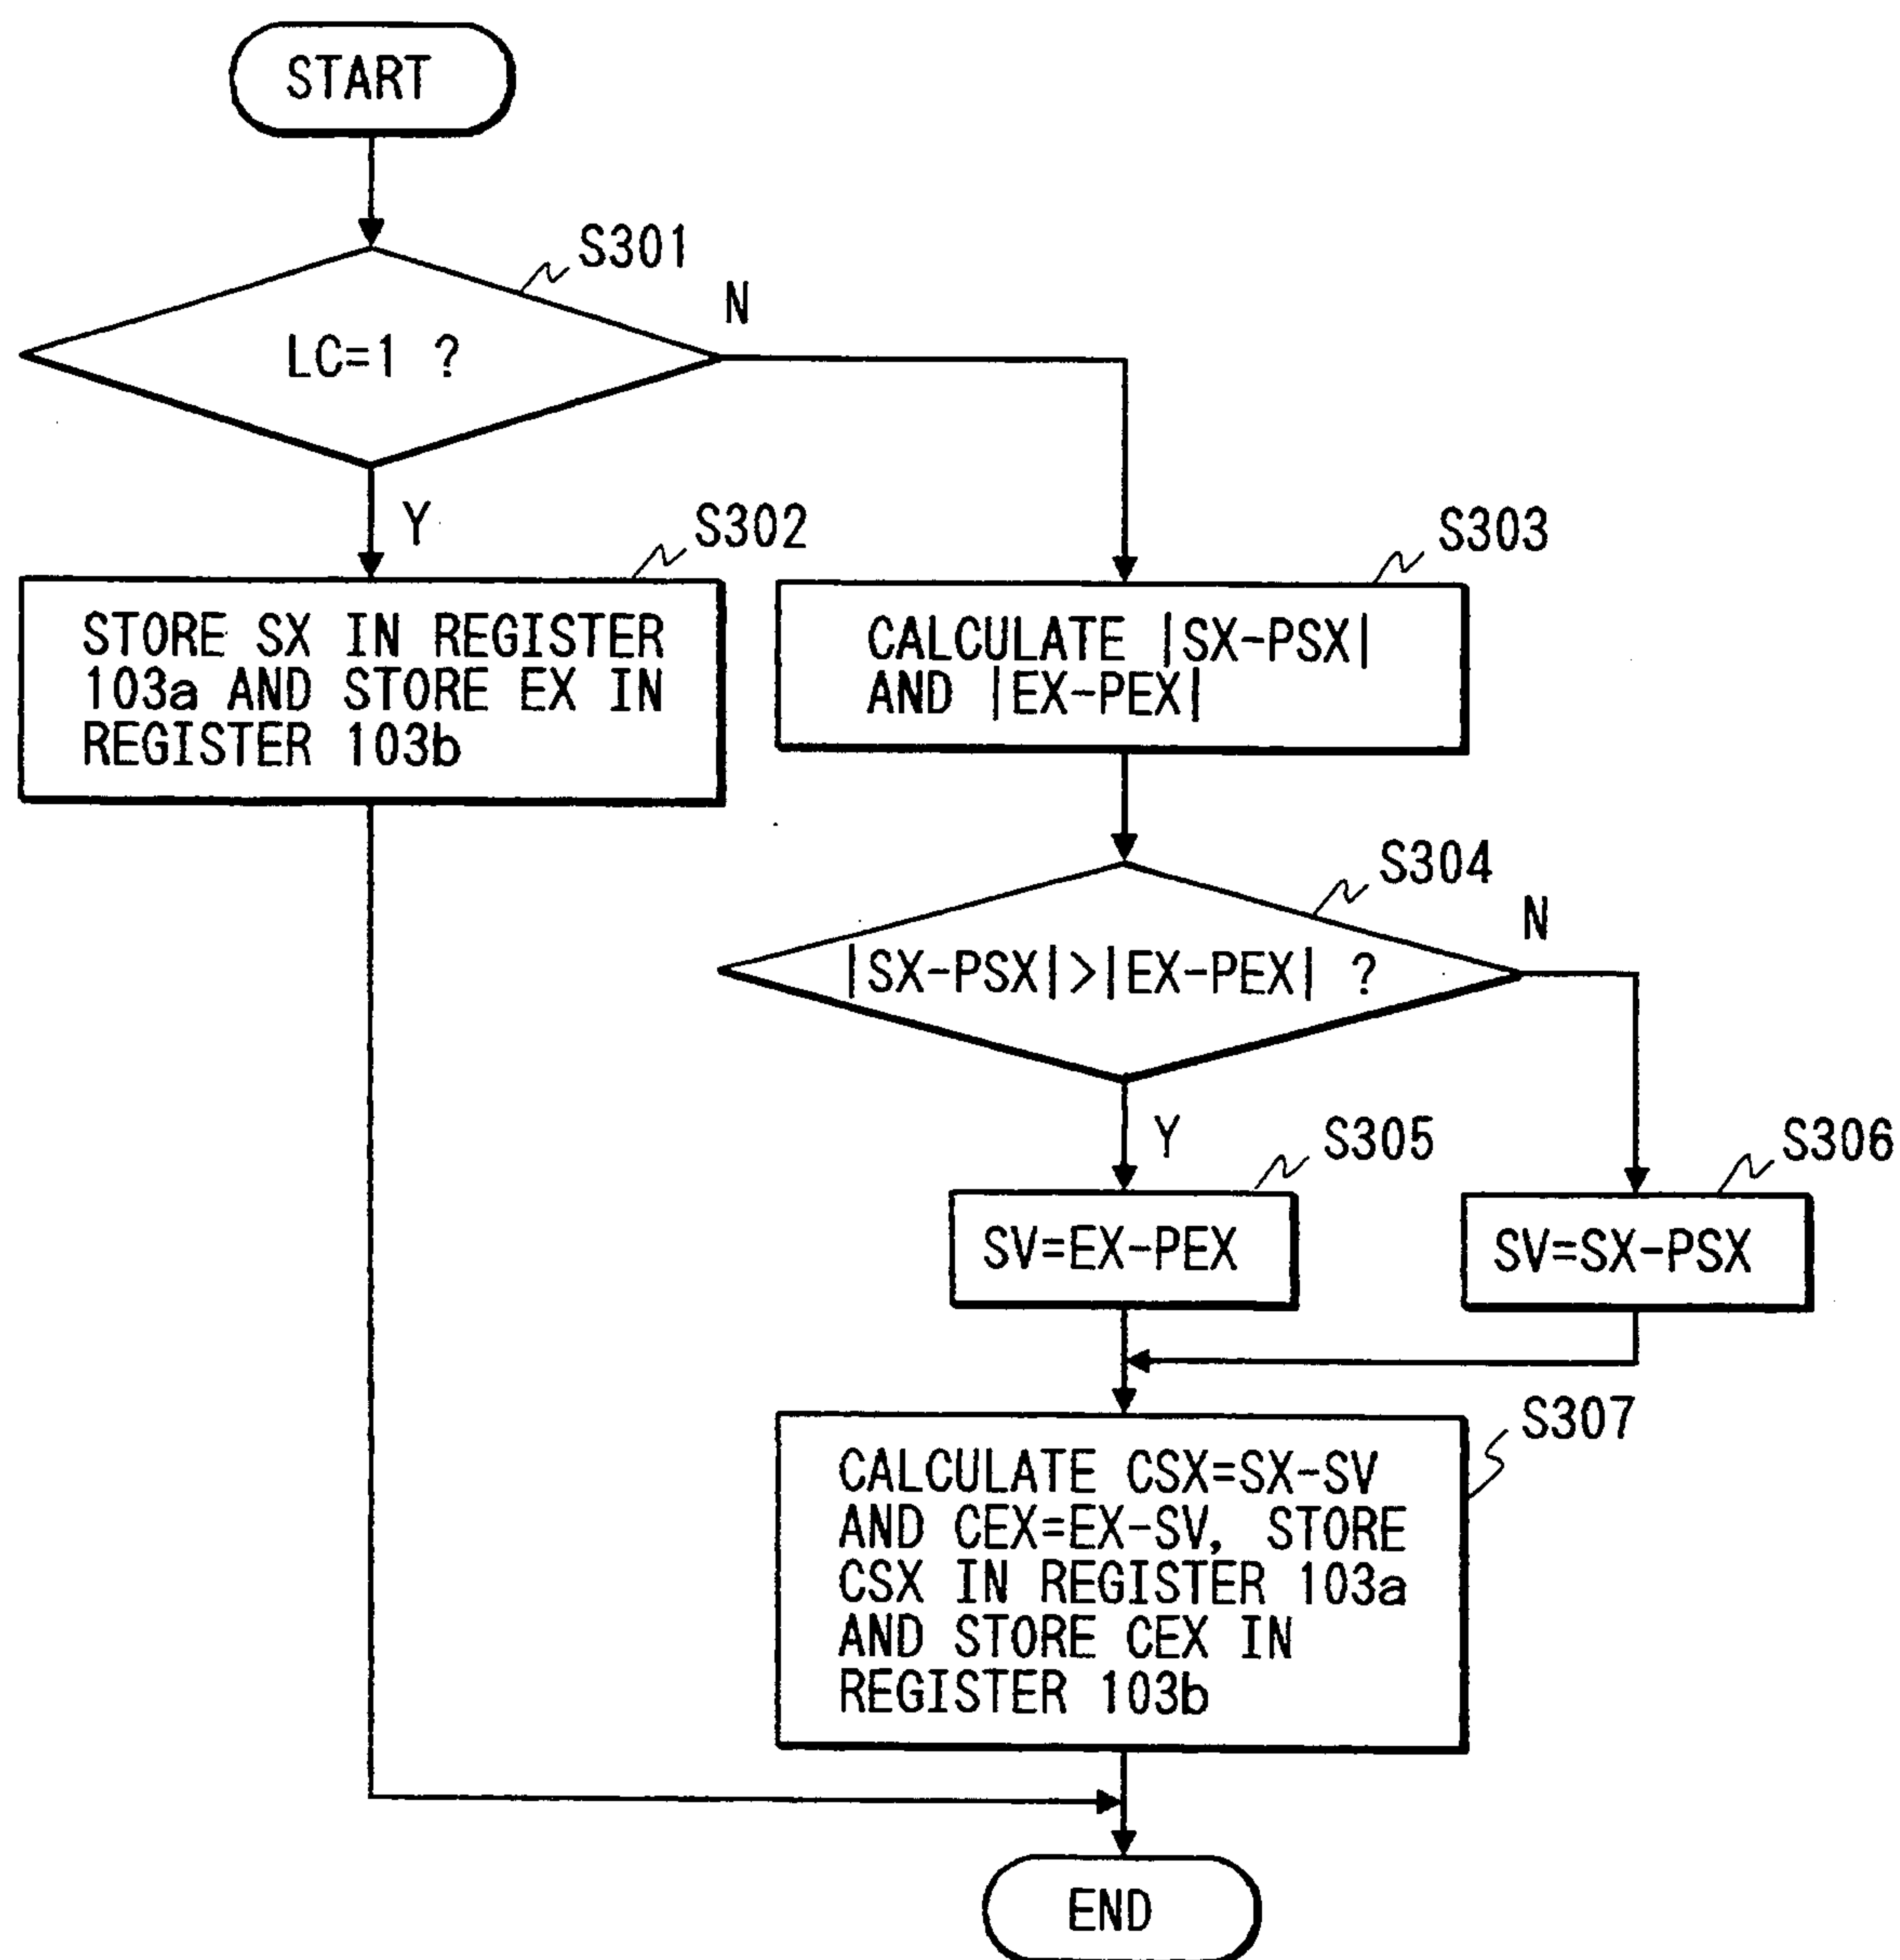 START
S301
LC=1 ?
N
Y
S302
STORE SX IN REGISTER
103a AND STORE EX IN
REGISTER 103b
S303
CALCULATE |SX-PSX|
AND |EX-PEX|
S304
|SX-PSX|>|EX-PEX| ?
N
Y
S305
SV=EX-PEX
S306
SV=SX-PSX
S307
CALCULATE CSX=SX-SV
AND CEX=EX-SV, STORE
CSX IN REGISTER 103a
AND STORE CEX IN
REGISTER 103b
END